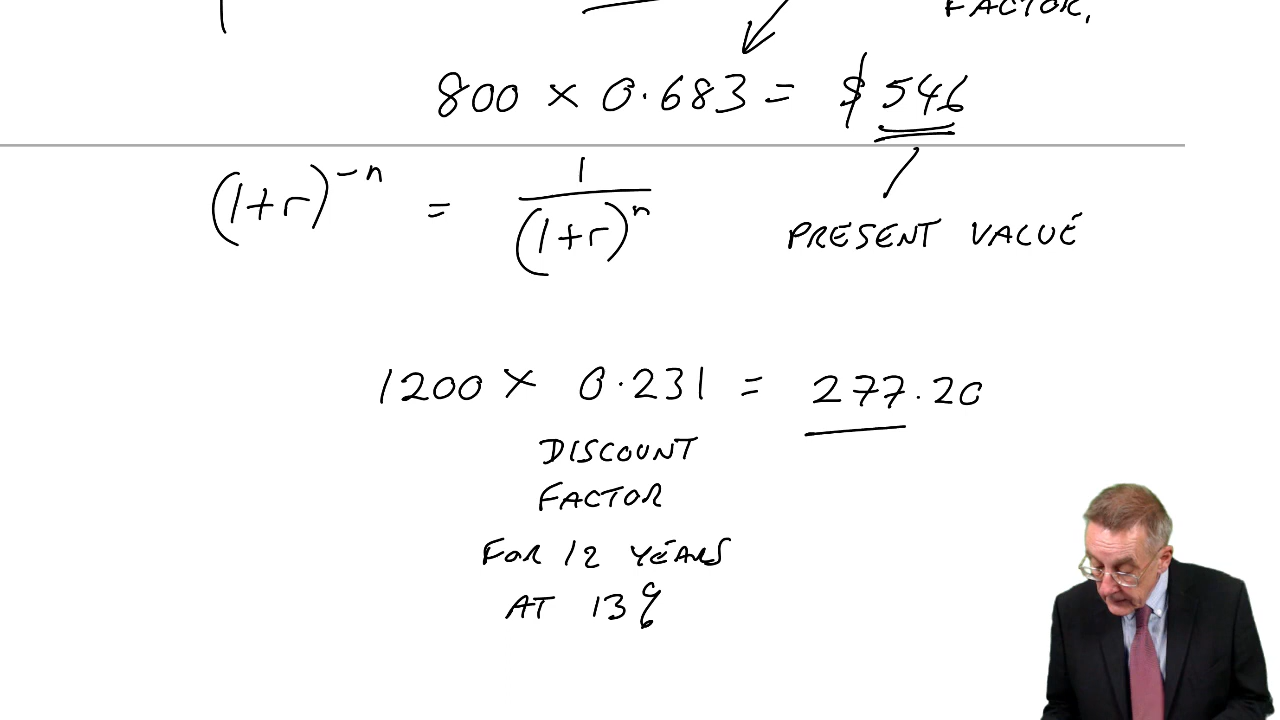 FACTOR.
800 × 0.683 = $546
(1+r)⁻ⁿ = 1/(1+r)ⁿ
PRESENT VALUE
1200 × 0.231 = 277.20
DISCOUNT
FACTOR
FOR 12 YEARS
AT 13%